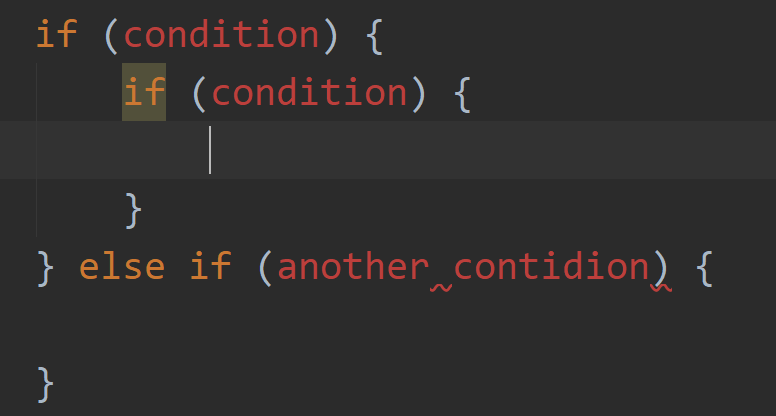 if (condition) {
if (condition) {
}
} else if (another contidion) {
}